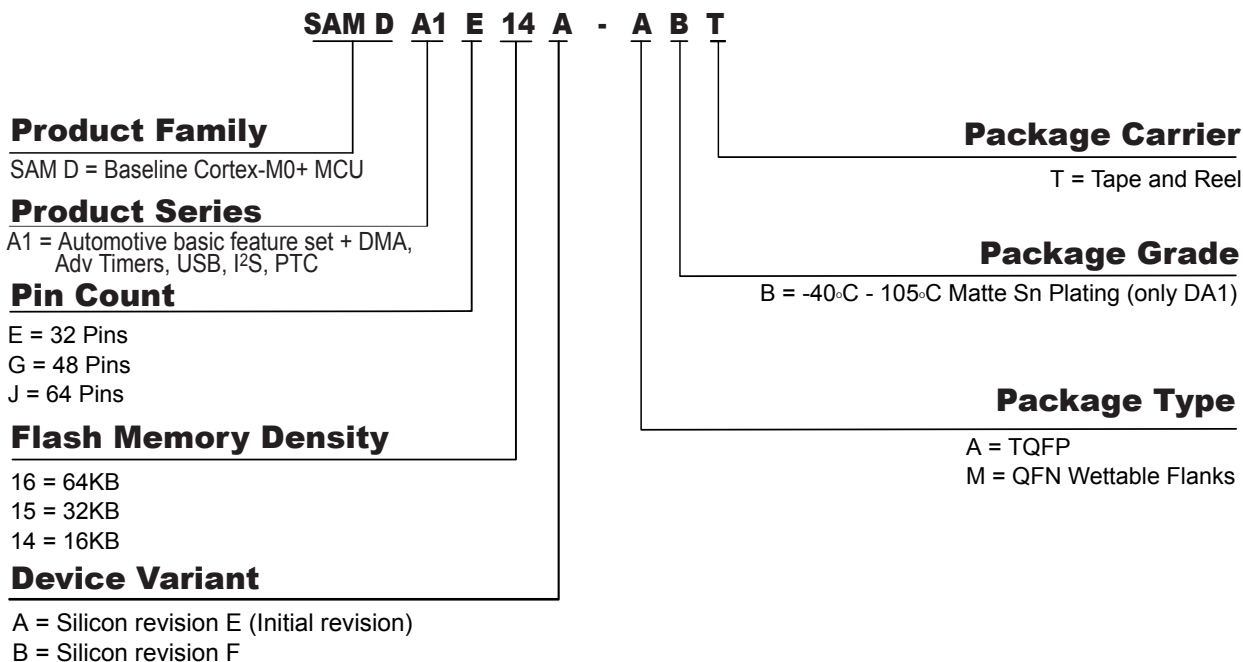 SAM D A1 E 14 A - A B T
Product Family
SAM D = Baseline Cortex-M0+ MCU
Product Series
A1 = Automotive basic feature set + DMA,
Adv Timers, USB, I²S, PTC
Pin Count
E = 32 Pins
G = 48 Pins
J = 64 Pins
Flash Memory Density
16 = 64KB
15 = 32KB
14 = 16KB
Device Variant
A = Silicon revision E (Initial revision)
B = Silicon revision F
Package Carrier
T = Tape and Reel
Package Grade
B = -40°C - 105°C Matte Sn Plating (only DA1)
Package Type
A = TQFP
M = QFN Wettable Flanks